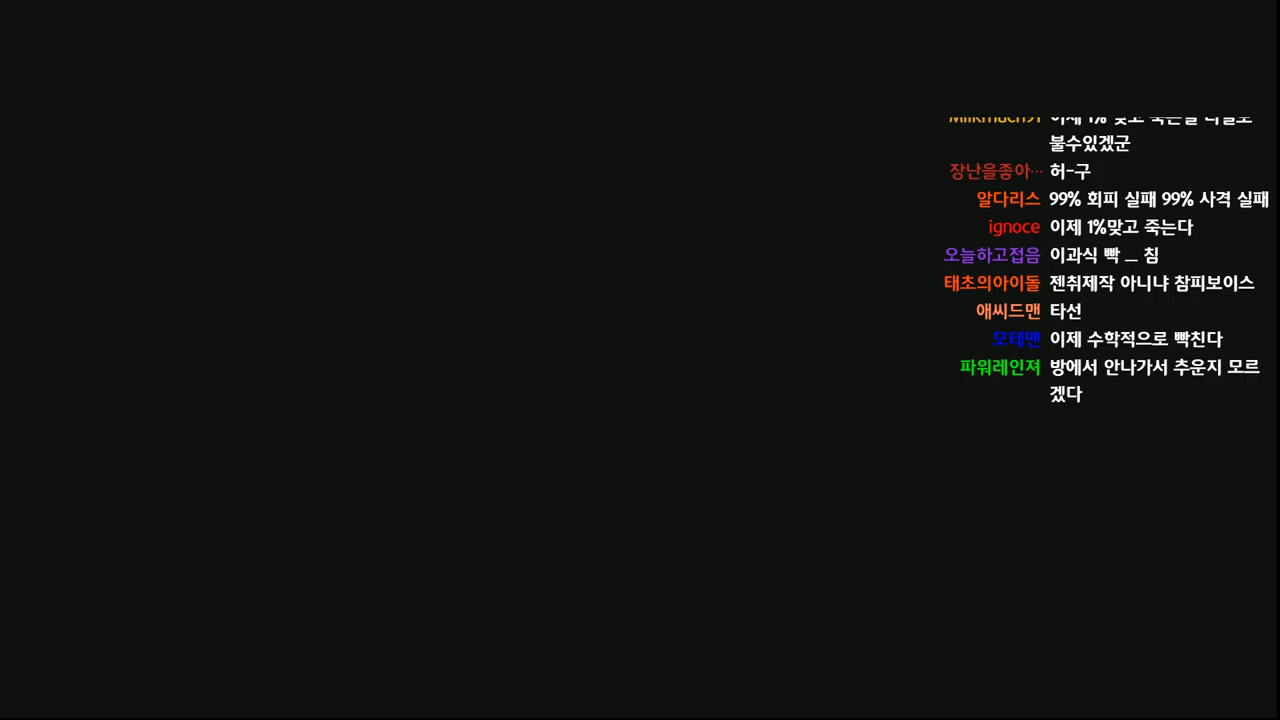 불수있겠군
장난을좋아… 허-구
알다리스 99% 회피 실패 99% 사격 실패
ignoce 이제 1%맞고 죽는다
오늘하고접음 이과식 빡 _ 침
태초의아이돌 젠취제작 아니냐 참피보이스
애씨드맨 타선
모테맨 이제 수학적으로 빡친다
파워레인져 방에서 안나가서 추운지 모르
겠다